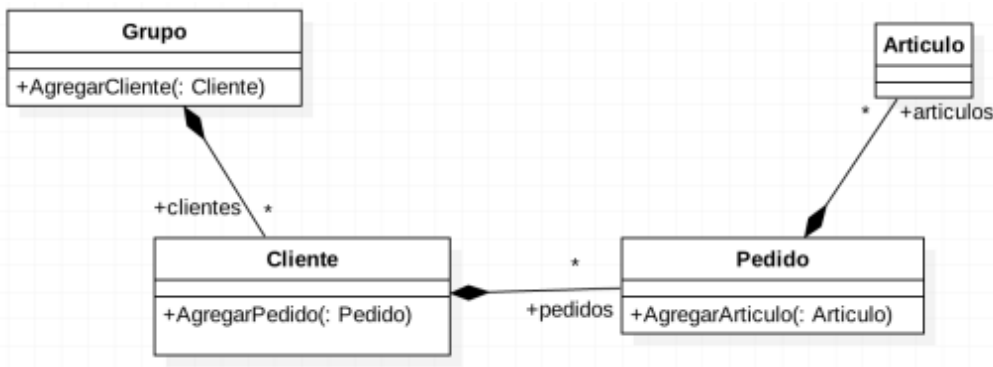 Grupo
+AgregarCliente(: Cliente)
Articulo
*
+articulos
+clientes
*
Cliente
+AgregarPedido(: Pedido)
*
+pedidos
Pedido
+AgregarArticulo(: Articulo)